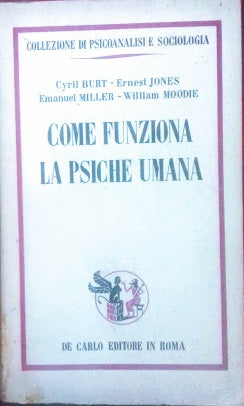 COLLEZIONE DI PSICOANALISI E SOCIOLOGIA
Cyril BURT - Ernest JONES
Emanuel MILLER - William MOODIE
COME FUNZIONA
LA PSICHE UMANA
DE CARLO EDITORE IN ROMA